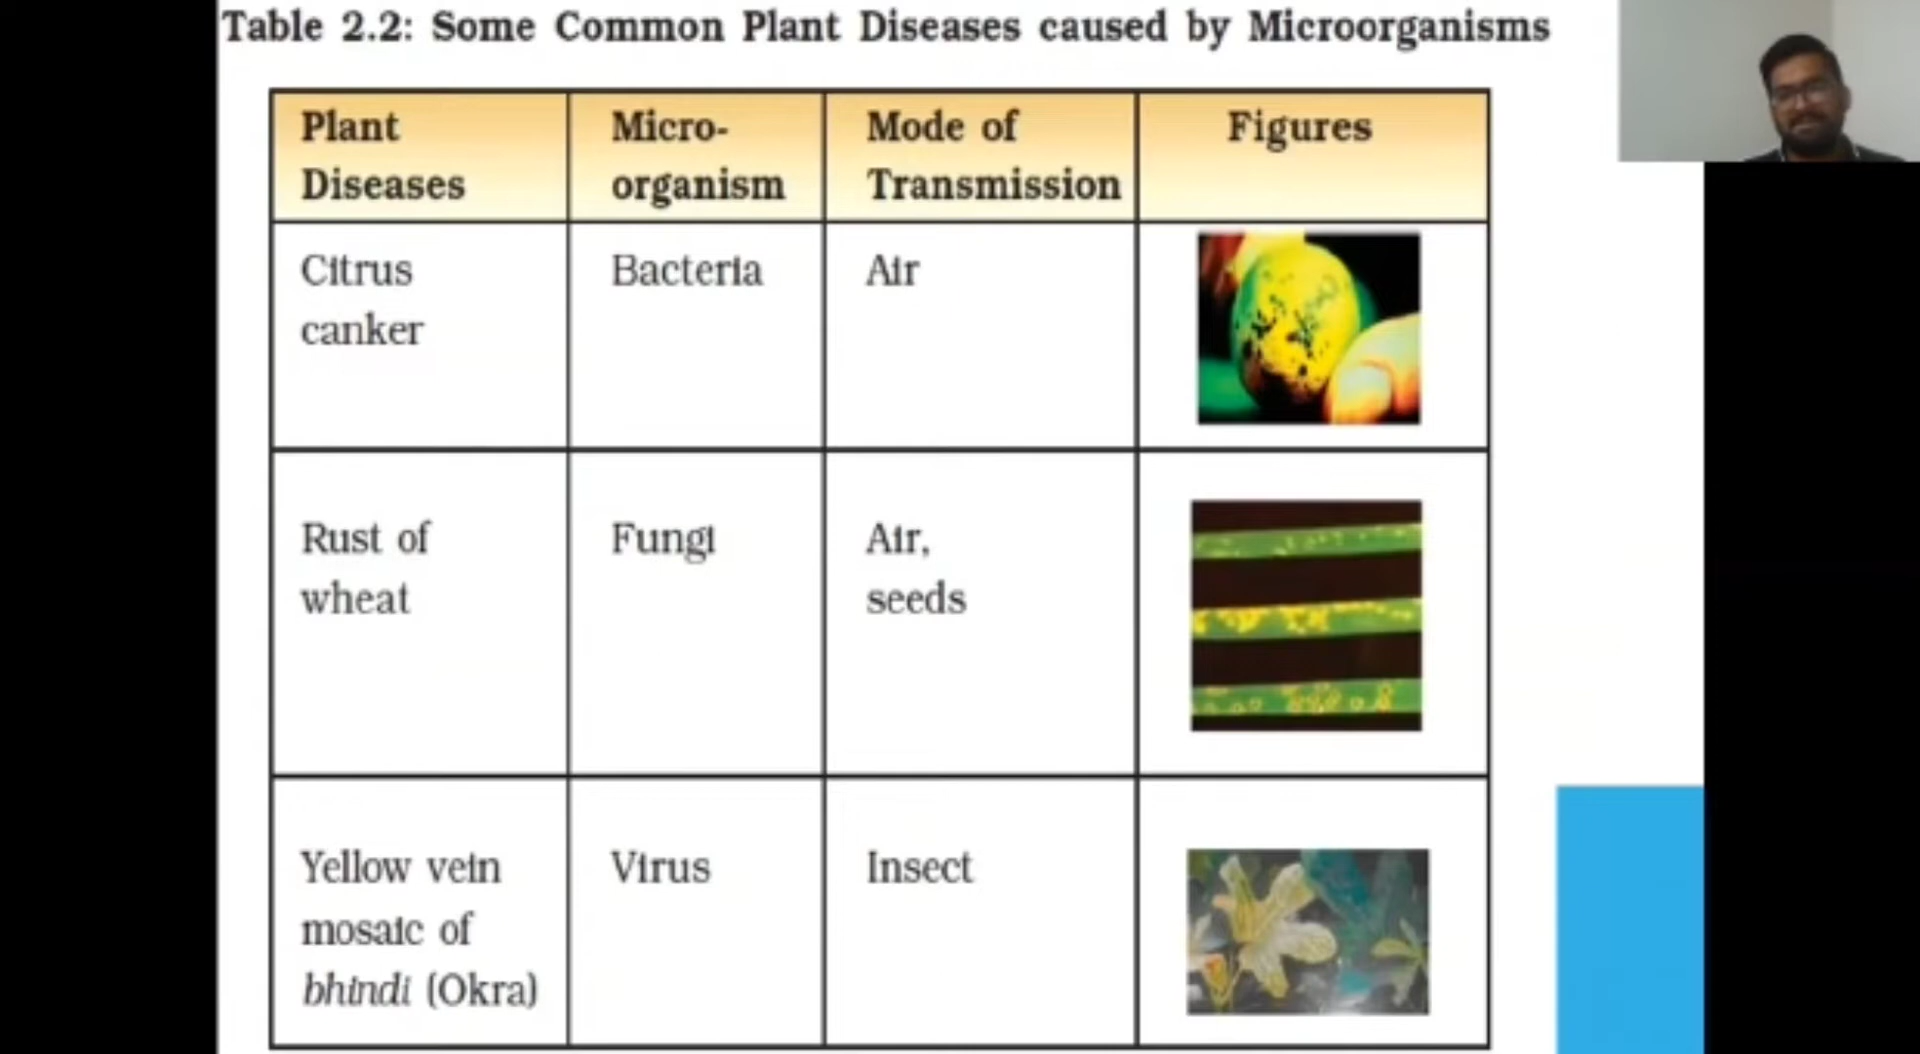 Table 2.2: Some Common Plant Diseases caused by Microorganisms
Plant
Diseases
Micro-
organism
Mode of
Transmission
Figures
Citrus
canker
Bacteria
Air
Rust of
wheat
Fungi
Air,
seeds
Yellow vein
mosaic of
bhindi (Okra)
Virus
Insect